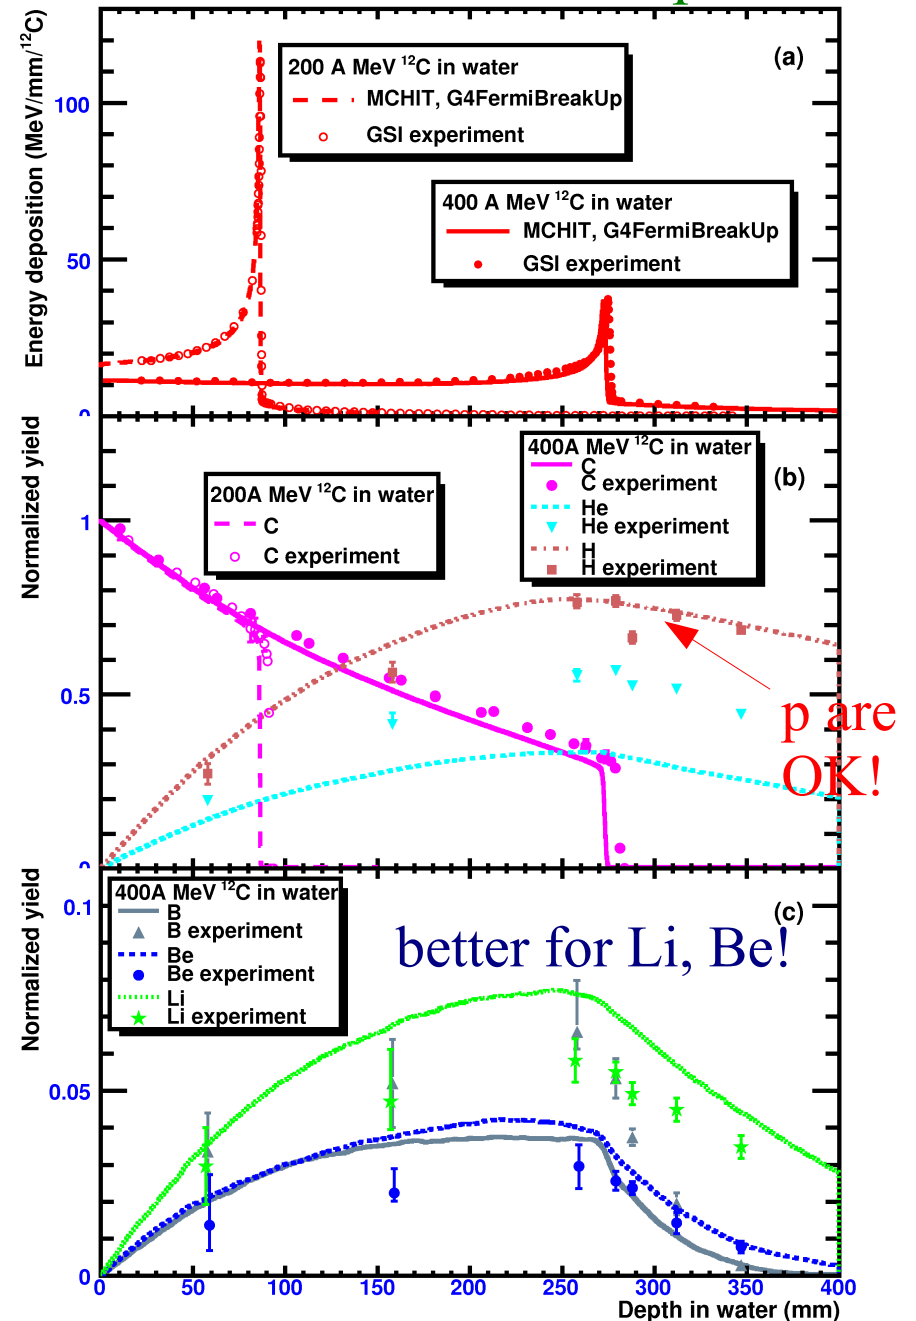 Energy deposition (MeV/mm/¹²C)
(a)
200 A MeV ¹²C in water
MCHIT, G4FermiBreakUp
GSI experiment
400 A MeV ¹²C in water
MCHIT, G4FermiBreakUp
GSI experiment
100
50
0
Normalized yield
(b)
200A MeV ¹²C in water
C
C experiment
400A MeV ¹²C in water
C
C experiment
He
He experiment
H
H experiment
1
0.5
0
p are
OK!
Normalized yield
(c)
400A MeV ¹²C in water
B
B experiment
Be
Be experiment
Li
Li experiment
better for Li, Be!
0.1
0.05
0
0 50 100 150 200 250 300 350 400
Depth in water (mm)